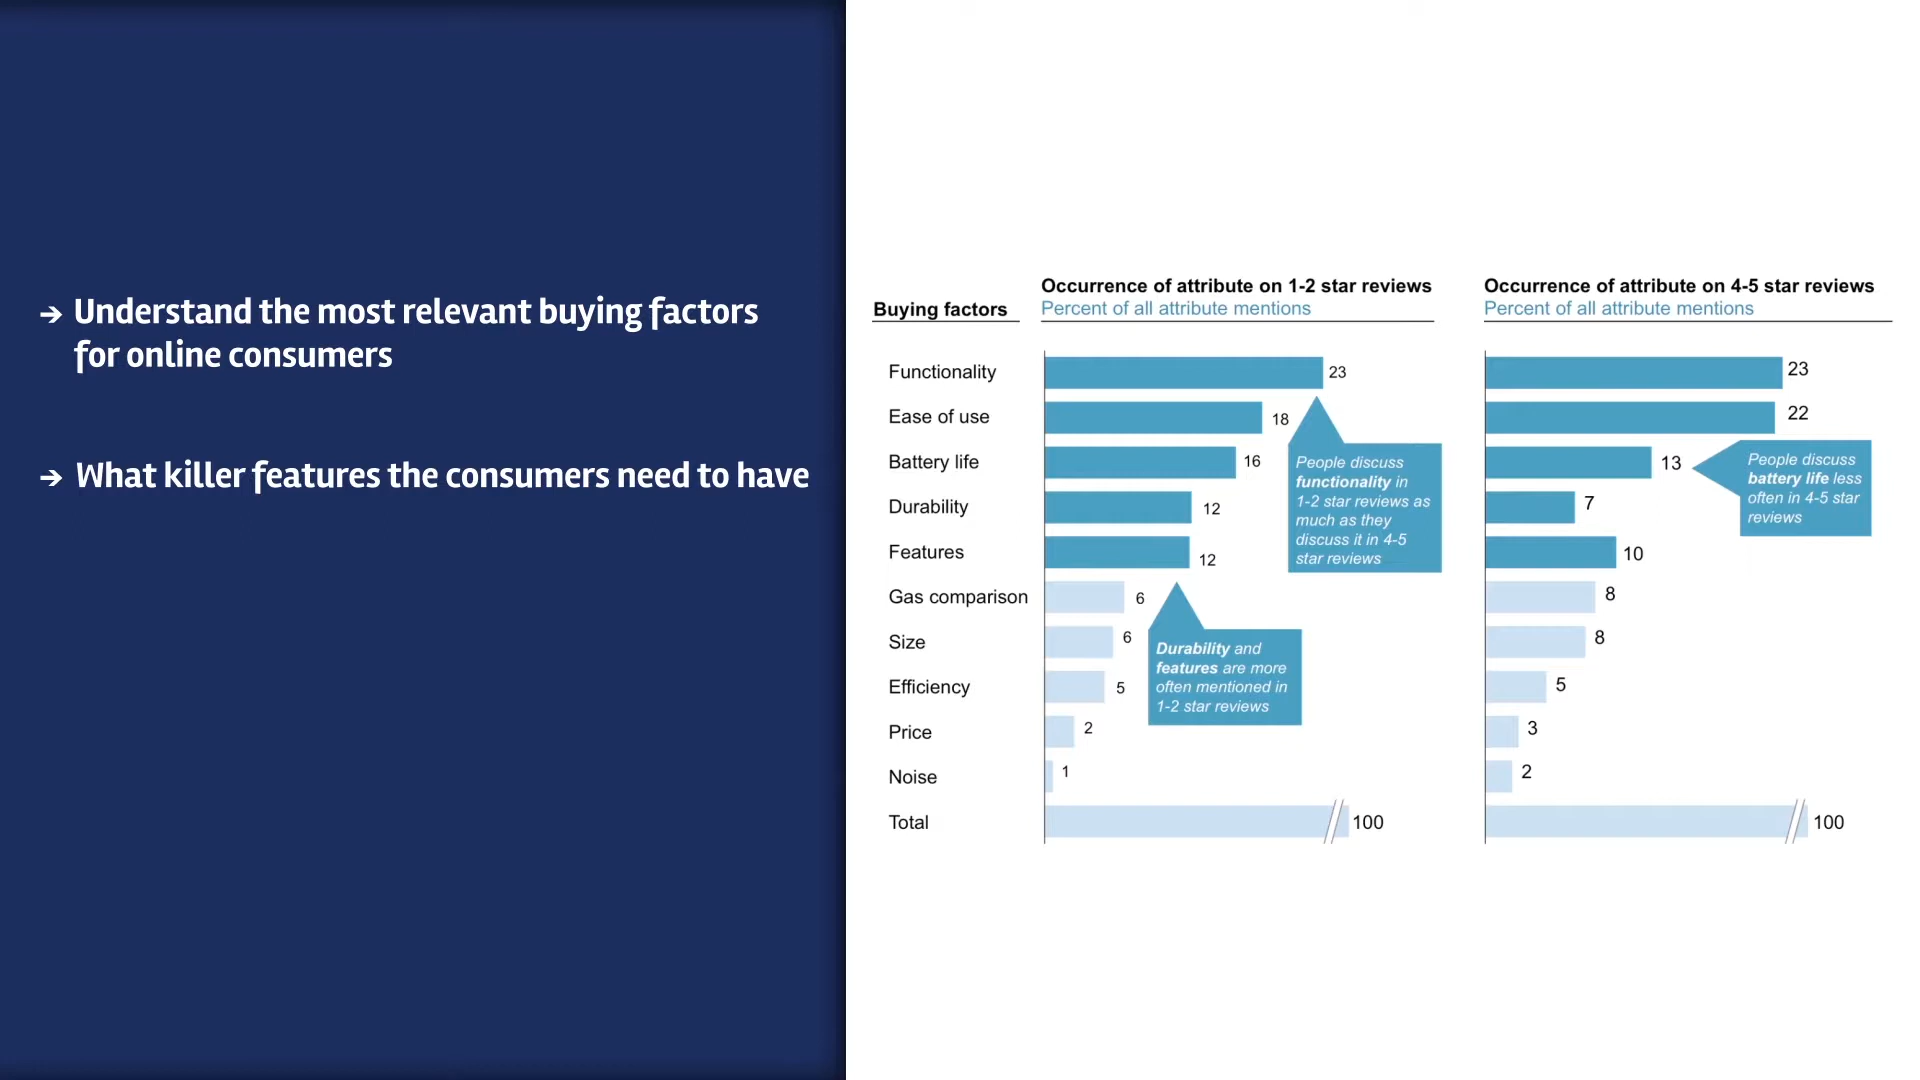 → Understand the most relevant buying factors
for online consumers
→ What killer features the consumers need to have
Buying factors
Occurrence of attribute on 1-2 star reviews
Percent of all attribute mentions
Occurrence of attribute on 4-5 star reviews
Percent of all attribute mentions
Functionality 23 23
Ease of use 18 22
Battery life 16 13
Durability 12 7
Features 12 10
Gas comparison 6 8
Size 6 8
Efficiency 5 5
Price 2 3
Noise 1 2
Total 100 100
People discuss
functionality in
1-2 star reviews as
much as they
discuss it in 4-5
star reviews
People discuss
battery life less
often in 4-5 star
reviews
Durability and
features are more
often mentioned in
1-2 star reviews